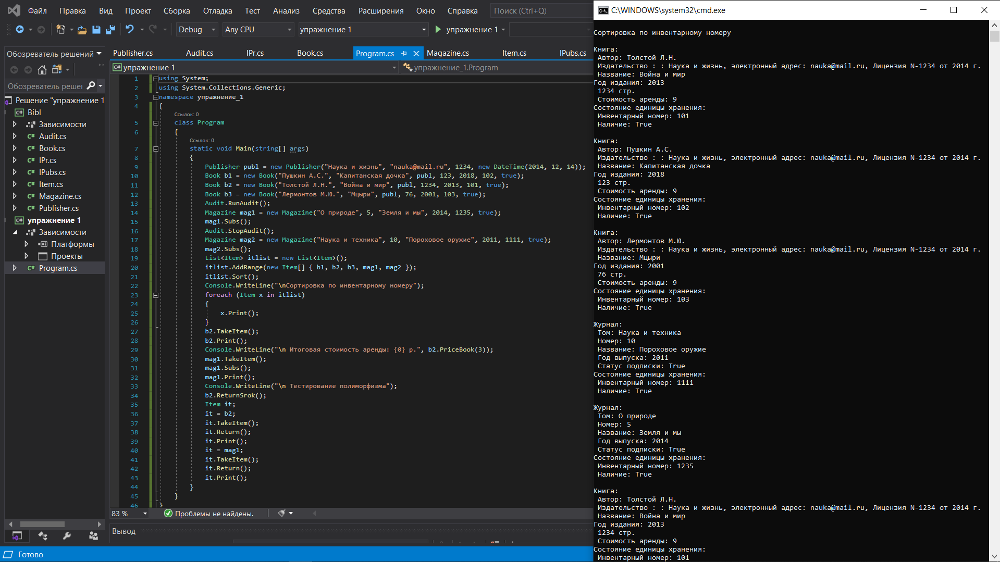 Файл Правка Вид Проект Сборка Отладка Тест Анализ Средства Расширения Окно Справка Поиск (Ctrl+Q)
Debug Any CPU упражнение 1 упражнение 1
Обозреватель решений
Обозреватель решен
Решение "упражнение 1
C# Bibl
Зависимости
C# Audit.cs
C# Book.cs
C# IPr.cs
C# IPubs.cs
C# Item.cs
C# Magazine.cs
C# Publisher.cs
C# упражнение 1
Зависимости
Платформы
Проекты
C# Program.cs
Publisher.cs Audit.cs IPr.cs Book.cs Program.cs Magazine.cs Item.cs IPubs.cs
C# упражнение 1 упражнение_1.Program
1 using System;
2 using System.Collections.Generic;
3 namespace упражнение_1
4 {
Ссылок: 0
5 class Program
6 {
Ссылок: 0
7 static void Main(string[] args)
8 {
9 Publisher publ = new Publisher("Наука и жизнь", "nauka@mail.ru", 1234, new DateTime(2014, 12, 14));
10 Book b1 = new Book("Пушкин А.С.", "Капитанская дочка", publ, 123, 2018, 102, true);
11 Book b2 = new Book("Толстой Л.Н.", "Война и мир", publ, 1234, 2013, 101, true);
12 Book b3 = new Book("Лермонтов М.Ю.", "Мцыри", publ, 76, 2001, 103, true);
13 Audit.RunAudit();
14 Magazine mag1 = new Magazine("О природе", 5, "Земля и мы", 2014, 1235, true);
15 mag1.Subs();
16 Audit.StopAudit();
17 Magazine mag2 = new Magazine("Наука и техника", 10, "Пороховое оружие", 2011, 1111, true);
18 mag2.Subs();
19 List<Item> itlist = new List<Item>();
20 itlist.AddRange(new Item[] { b1, b2, b3, mag1, mag2 });
21 itlist.Sort();
22 Console.WriteLine("\nСортировка по инвентарному номеру");
23 foreach (Item x in itlist)
24 {
25 x.Print();
26 }
27 b2.TakeItem();
28 b2.Print();
29 Console.WriteLine("\n Итоговая стоимость аренды: {0} р.", b2.PriceBook(3));
30 mag1.TakeItem();
31 mag1.Subs();
32 mag1.Print();
33 Console.WriteLine("\n Тестирование полиморфизма");
34 b2.ReturnSrok();
35 Item it;
36 it = b2;
37 it.TakeItem();
38 it.Return();
39 it.Print();
40 it = mag1;
41 it.TakeItem();
42 it.Return();
43 it.Print();
44 }
45 }
46 }
83 % Проблемы не найдены.
Вывод
Готово
C:\WINDOWS\system32\cmd.exe
Сортировка по инвентарному номеру
Книга:
Автор: Толстой Л.Н.
Издательство : : Наука и жизнь, электронный адрес: nauka@mail.ru, Лицензия N-1234 от 2014 г.
Название: Война и мир
Год издания: 2013
1234 стр.
Стоимость аренды: 9
Состояние единицы хранения:
Инвентарный номер: 101
Наличие: True
Книга:
Автор: Пушкин А.С.
Издательство : : Наука и жизнь, электронный адрес: nauka@mail.ru, Лицензия N-1234 от 2014 г.
Название: Капитанская дочка
Год издания: 2018
123 стр.
Стоимость аренды: 9
Состояние единицы хранения:
Инвентарный номер: 102
Наличие: True
Книга:
Автор: Лермонтов М.Ю.
Издательство : : Наука и жизнь, электронный адрес: nauka@mail.ru, Лицензия N-1234 от 2014 г.
Название: Мцыри
Год издания: 2001
76 стр.
Стоимость аренды: 9
Состояние единицы хранения:
Инвентарный номер: 103
Наличие: True
Журнал:
Том: Наука и техника
Номер: 10
Название: Пороховое оружие
Год выпуска: 2011
Статус подписки: True
Состояние единицы хранения:
Инвентарный номер: 1111
Наличие: True
Журнал:
Том: О природе
Номер: 5
Название: Земля и мы
Год выпуска: 2014
Статус подписки: True
Состояние единицы хранения:
Инвентарный номер: 1235
Наличие: True
Книга:
Автор: Толстой Л.Н.
Издательство : : Наука и жизнь, электронный адрес: nauka@mail.ru, Лицензия N-1234 от 2014 г.
Название: Война и мир
Год издания: 2013
1234 стр.
Стоимость аренды: 9
Состояние единицы хранения:
Инвентарный номер: 101